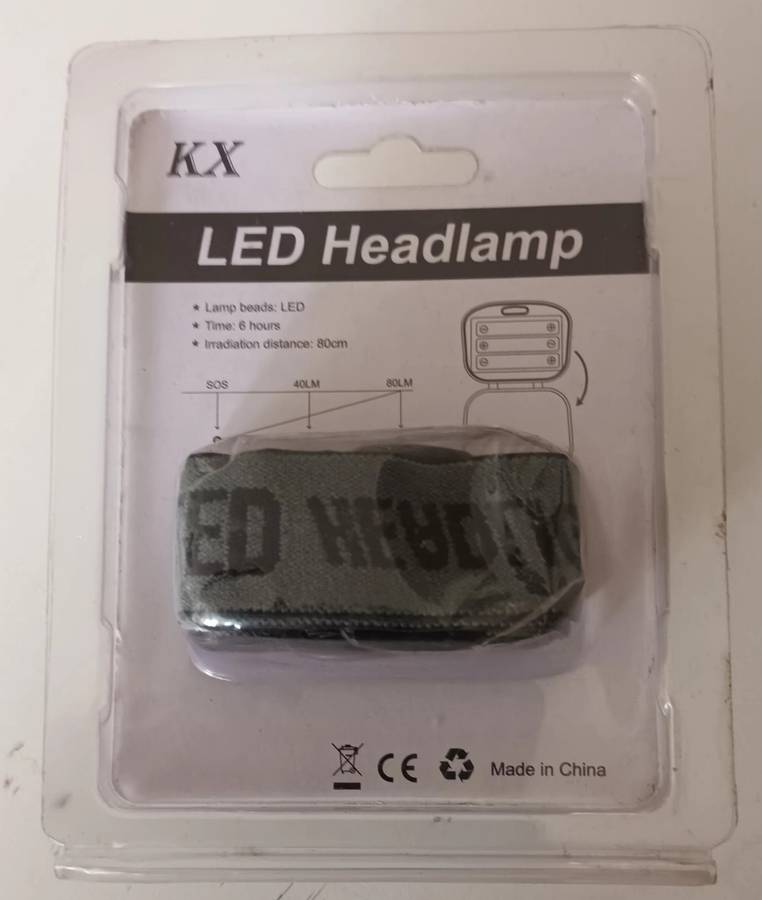 KX
LED Headlamp
★ Lamp beads: LED
★ Time: 6 hours
★ Irradiation distance: 80cm
SOS 40LM 80LM
ED HEAD
CE
Made in China